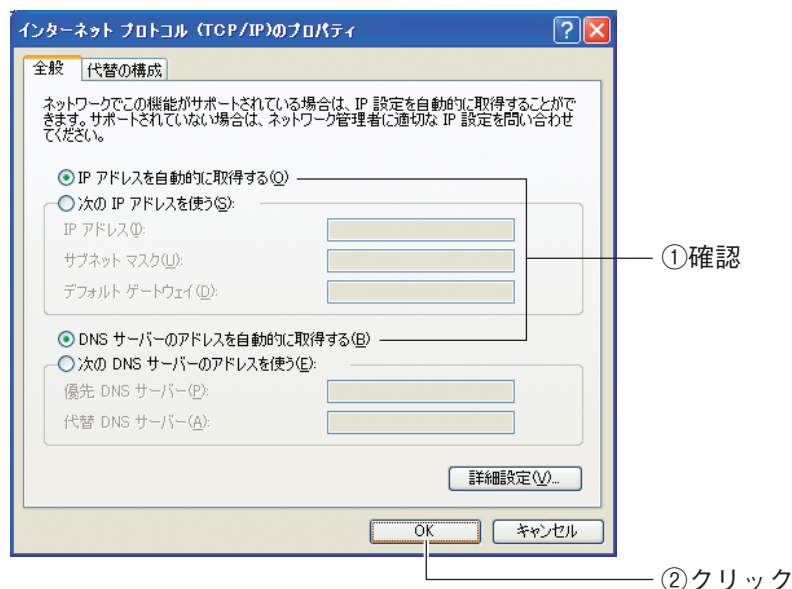 インターネット プロトコル (TCP/IP)のプロパティ
全般 代替の構成
ネットワークでこの機能がサポートされている場合は、IP 設定を自動的に取得することがで
きます。サポートされていない場合は、ネットワーク管理者に適切な IP 設定を問い合わせ
てください。
IP アドレスを自動的に取得する(O)
次の IP アドレスを使う(S):
IP アドレス(I):
サブネット マスク(U):
デフォルト ゲートウェイ(D):
①確認
DNS サーバーのアドレスを自動的に取得する(B)
次の DNS サーバーのアドレスを使う(E):
優先 DNS サーバー(P):
代替 DNS サーバー(A):
詳細設定(V)...
OK キャンセル
②クリック